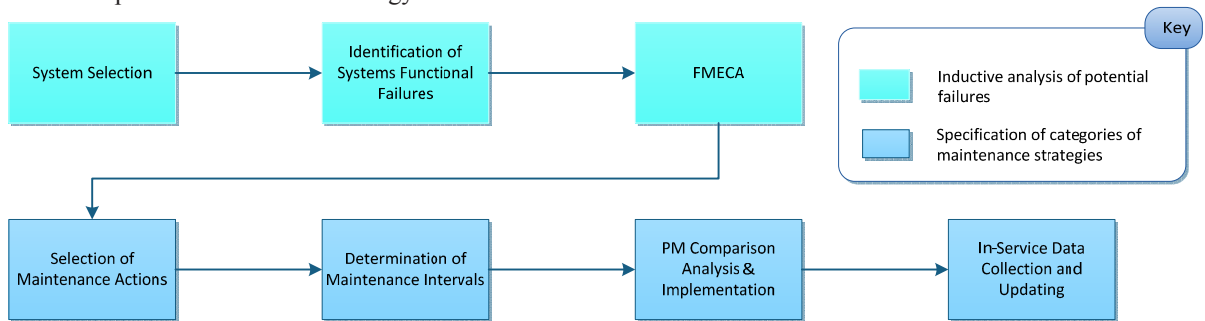 System Selection
Identification of
Systems Functional
Failures
FMECA
Key
Inductive analysis of potential
failures
Specification of categories of
maintenance strategies
Selection of
Maintenance Actions
Determination of
Maintenance Intervals
PM Comparison
Analysis &
Implementation
In-Service Data
Collection and
Updating